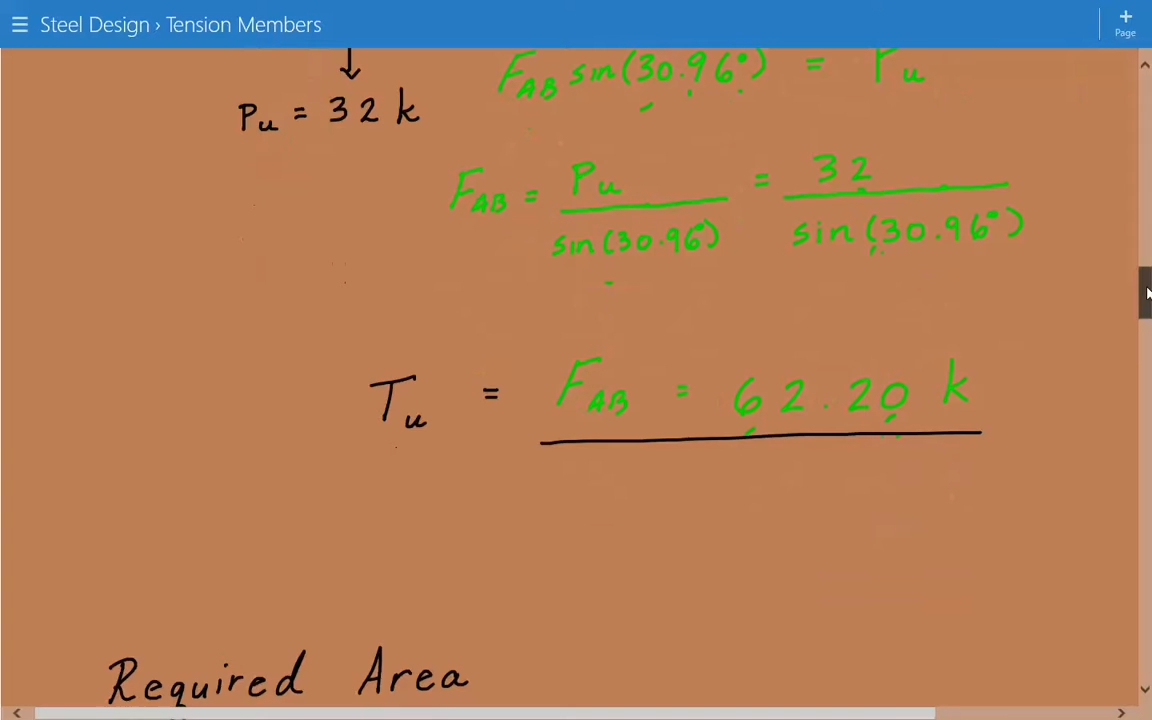 Steel Design › Tension Members
Page
F_AB sin(30.96°) = P_u
P_u = 32 k
F_AB = P_u / sin(30.96°) = 32 / sin(30.96°)
T_u = F_AB = 62.20 k
Required Area